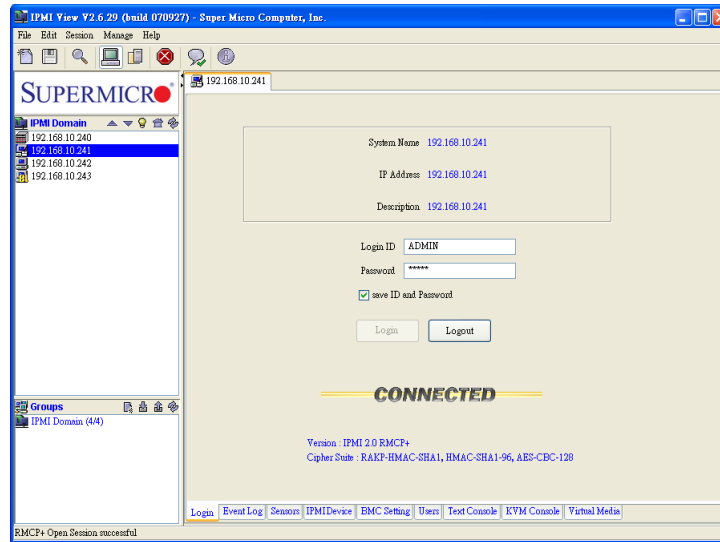 IPMI View V2.6.29 (build 070927) - Super Micro Computer, Inc.
File Edit Session Manage Help
SUPERMICRO
192.168.10.241
IPMI Domain
192.168.10.240
192.168.10.241
192.168.10.242
192.168.10.243
System Name 192.168.10.241
IP Address 192.168.10.241
Description 192.168.10.241
Login ID ADMIN
Password *****
save ID and Password
Login Logout
CONNECTED
Groups
IPMI Domain (4/4)
Version : IPMI 2.0 RMCP+
Cipher Suite : RAKP-HMAC-SHA1, HMAC-SHA1-96, AES-CBC-128
Login Event Log Sensors IPMI Device BMC Setting Users Text Console KVM Console Virtual Media
RMCP+ Open Session successful